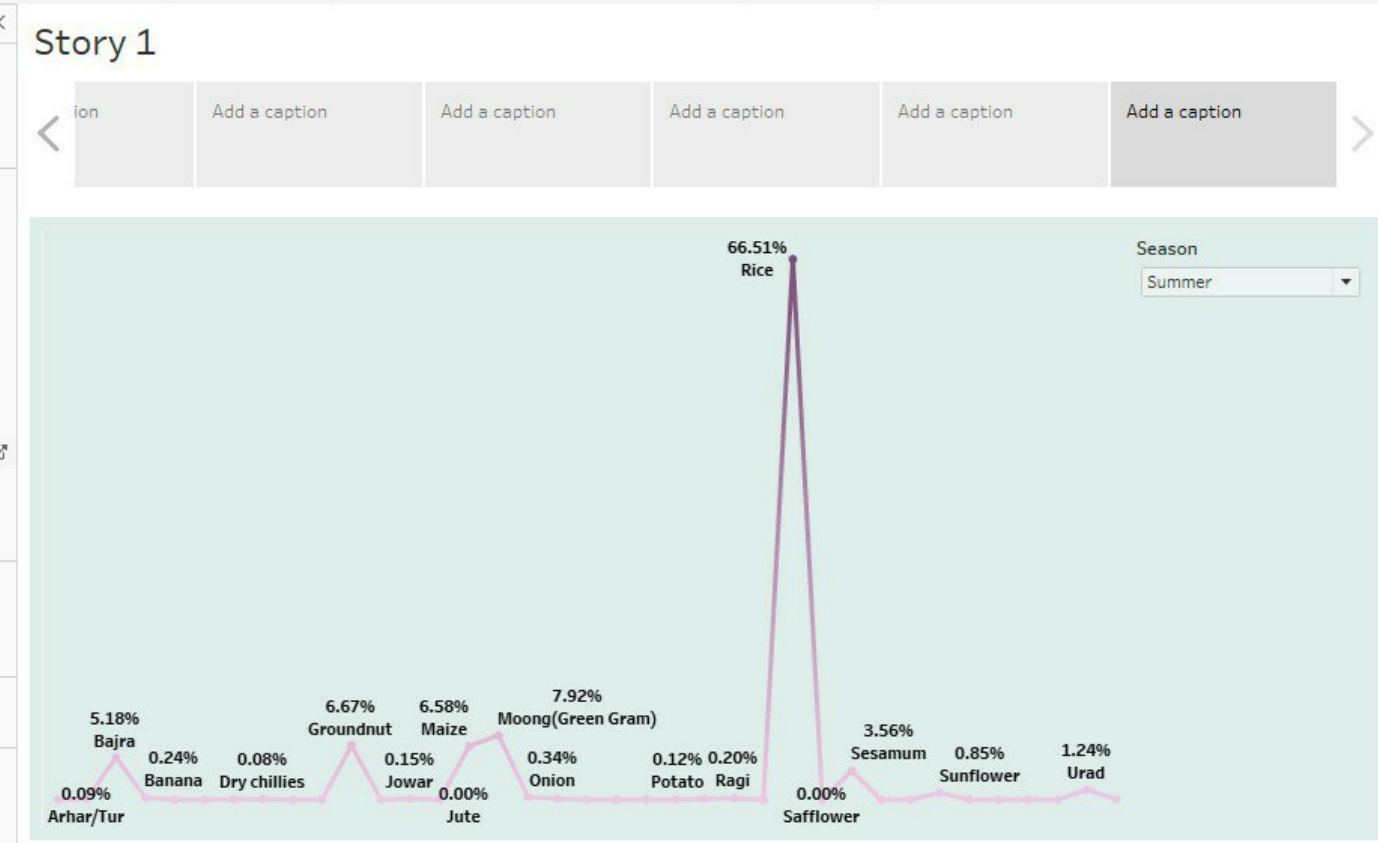 Story 1
ion
Add a caption
Add a caption
Add a caption
Add a caption
Add a caption
Season
Summer
66.51%
Rice
0.09%
Arhar/Tur
5.18%
Bajra
0.24%
Banana
0.08%
Dry chillies
6.67%
Groundnut
0.15%
Jowar
0.00%
Jute
6.58%
Maize
7.92%
Moong(Green Gram)
0.34%
Onion
0.12%
Potato
0.20%
Ragi
0.00%
Safflower
3.56%
Sesamum
0.85%
Sunflower
1.24%
Urad